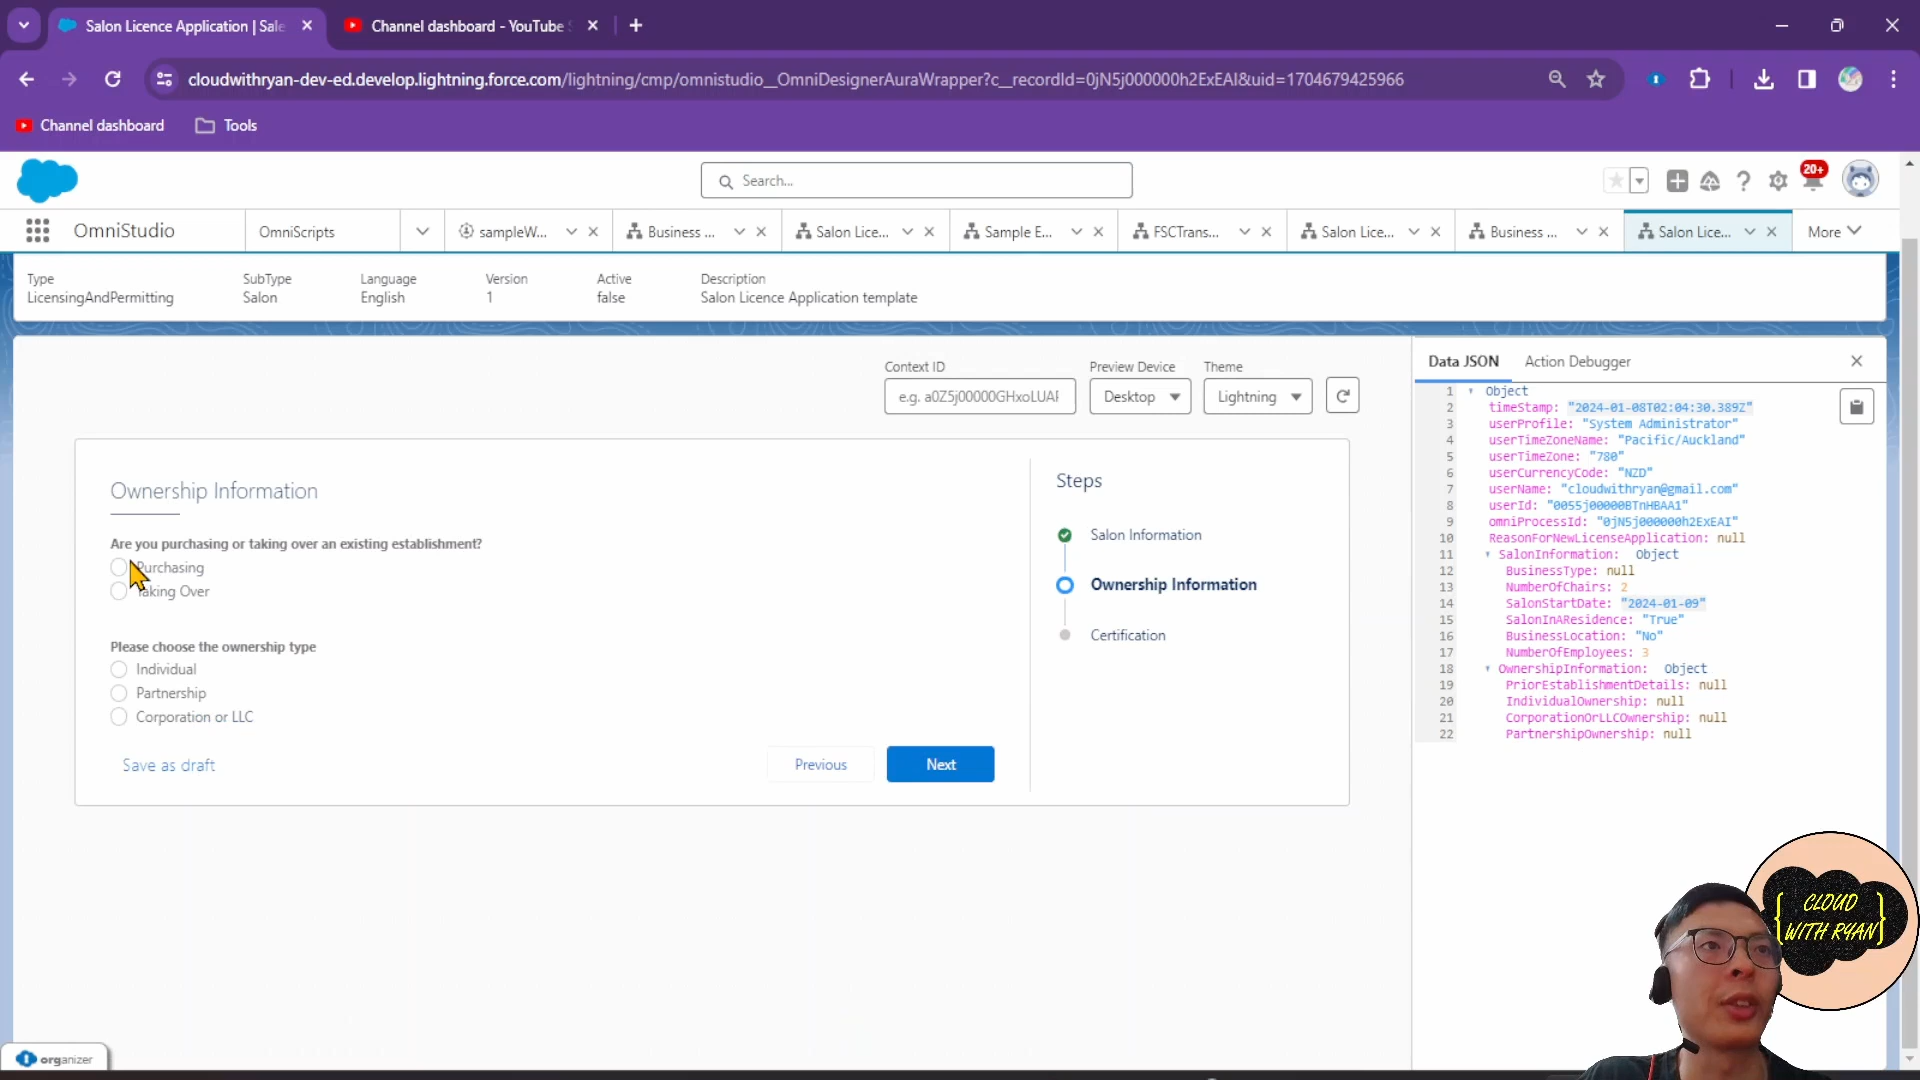 Salon Licence Application | Sale
Channel dashboard - YouTube S
cloudwithryan-dev-ed.develop.lightning.force.com/lightning/cmp/omnistudio__OmniDesignerAuraWrapper?c__recordId=0jN5j000000h2ExEAI&uid=1704679425966
Channel dashboard
Tools
Search...
20+
OmniStudio
OmniScripts
sampleW...
Business ...
Salon Lice...
Sample E...
FSCTrans...
Salon Lice...
Business ...
Salon Lice...
More
Type
LicensingAndPermitting
SubType
Salon
Language
English
Version
1
Active
false
Description
Salon Licence Application template
Context ID
e.g. a0Z5j00000GHxoLUAF
Preview Device
Desktop
Theme
Lightning
Ownership Information
Are you purchasing or taking over an existing establishment?
Purchasing
Taking Over
Please choose the ownership type
Individual
Partnership
Corporation or LLC
Save as draft
Previous
Next
Steps
Salon Information
Ownership Information
Certification
Data JSON
Action Debugger
1 Object
2 timeStamp: "2024-01-08T02:04:30.389Z"
3 userProfile: "System Administrator"
4 userTimeZoneName: "Pacific/Auckland"
5 userTimeZone: "780"
6 userCurrencyCode: "NZD"
7 userName: "cloudwithryan@gmail.com"
8 userId: "0055j00000BTnHBAA1"
9 omniProcessId: "0jN5j000000h2ExEAI"
10 ReasonForNewLicenseApplication: null
11 SalonInformation: Object
12 BusinessType: null
13 NumberOfChairs: 2
14 SalonStartDate: "2024-01-09"
15 SalonInAResidence: "True"
16 BusinessLocation: "No"
17 NumberOfEmployees: 3
18 OwnershipInformation: Object
19 PriorEstablishmentDetails: null
20 IndividualOwnership: null
21 CorporationOrLLCOwnership: null
22 PartnershipOwnership: null
{ CLOUD
WITH RYAN }
organizer